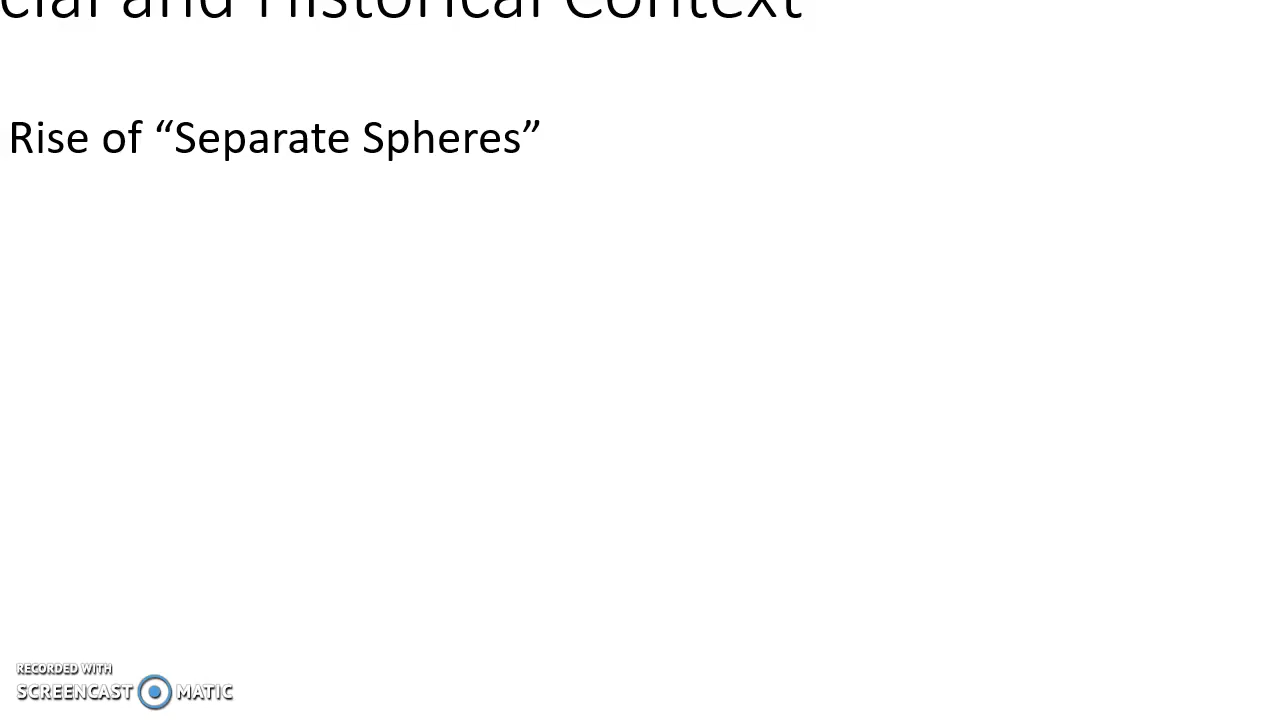 and Historical Context
Rise of “Separate Spheres”
RECORDED WITH
SCREENCAST MATIC